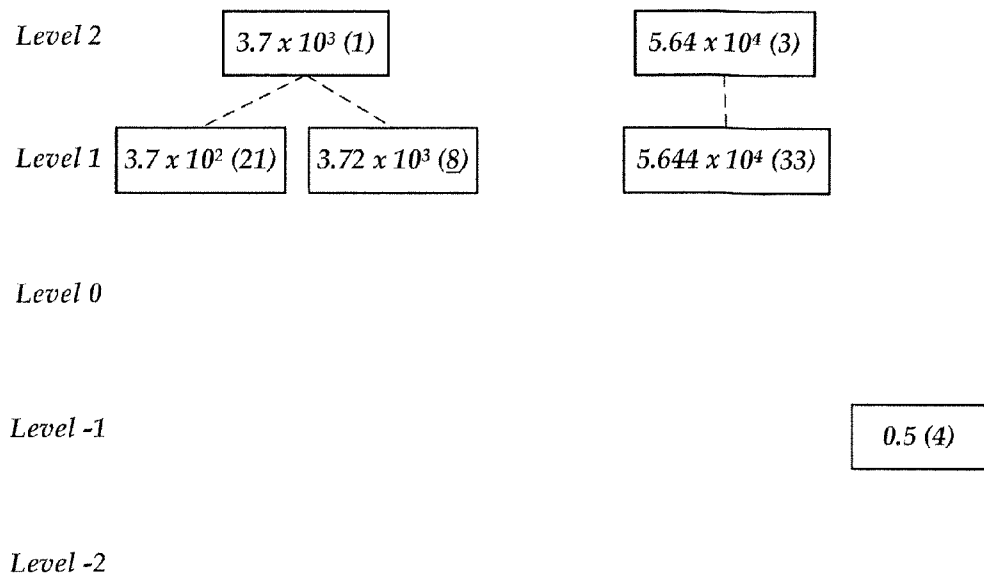 Level 2 3.7 x 10³ (1) 5.64 x 10⁴ (3)
Level 1 3.7 x 10² (21) 3.72 x 10³ (8) 5.644 x 10⁴ (33)
Level 0
Level -1 0.5 (4)
Level -2